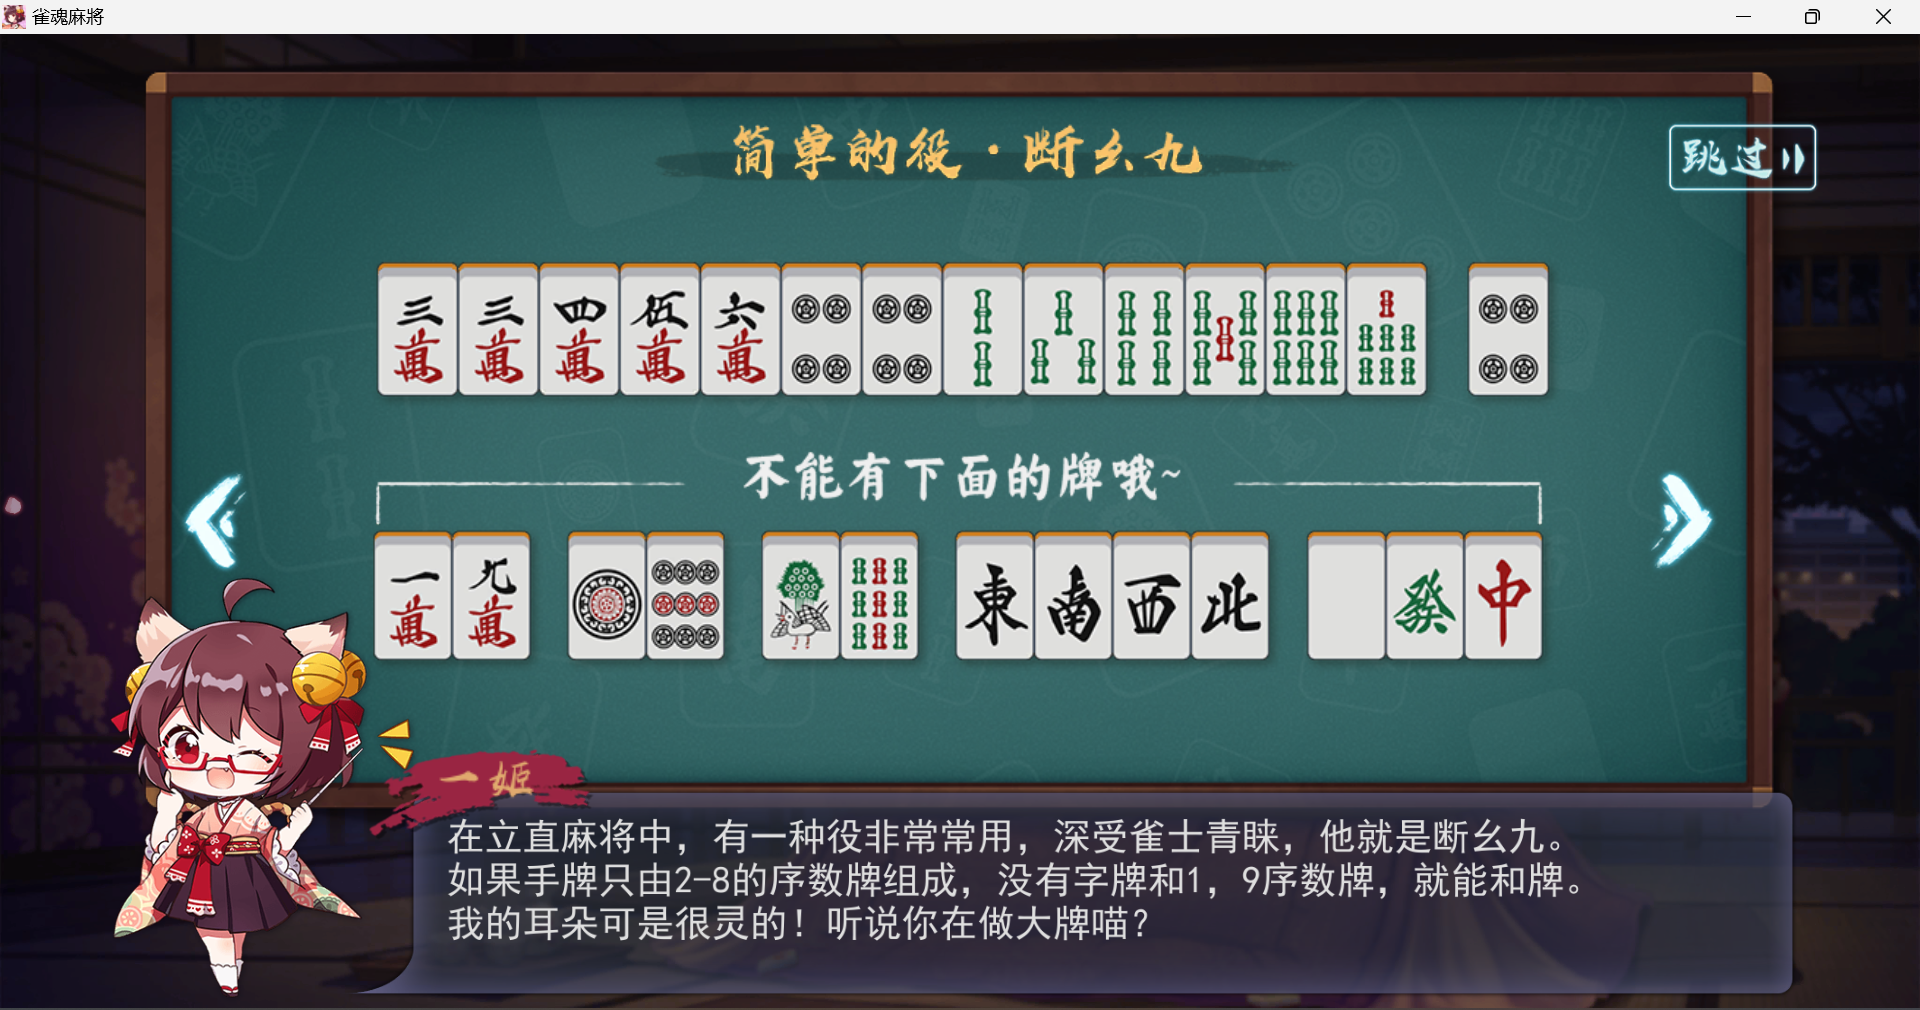 雀魂麻將
简单的役·断幺九
跳过
三萬 三萬 四萬 伍萬 六萬
不能有下面的牌哦~
一萬 九萬 東 南 西 北 發 中
一姬
在立直麻将中，有一种役非常常用，深受雀士青睐，他就是断幺九。
如果手牌只由2-8的序数牌组成，没有字牌和1，9序数牌，就能和牌。
我的耳朵可是很灵的！听说你在做大牌喵？